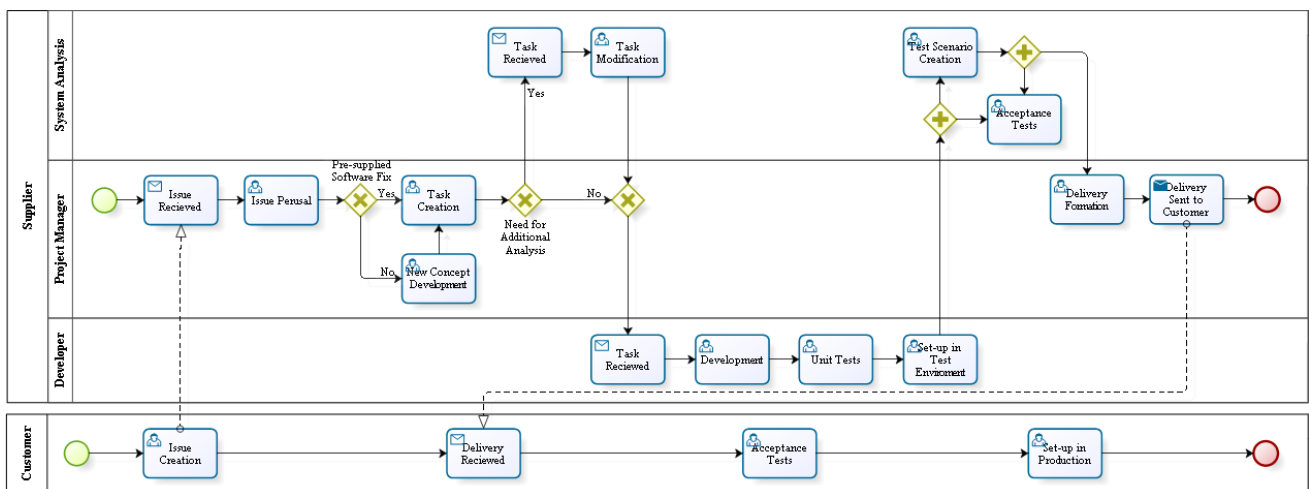 Supplier
System Analysis
Task
Recieved
Task
Modification
Yes
Test Scenario
Creation
Acceptance
Tests
Project Manager
Issue
Recieved
Issue Perusal
Pre-supplied
Software Fix
Yes
Task
Creation
No
New Concept
Development
Need for
Additional
Analysis
No
Delivery
Formation
Delivery
Sent to
Customer
Developer
Task
Reciewed
Development
Unit Tests
Set-up in
Test
Enviroment
Customer
Issue
Creation
Delivery
Reciewed
Acceptance
Tests
Set-up in
Production